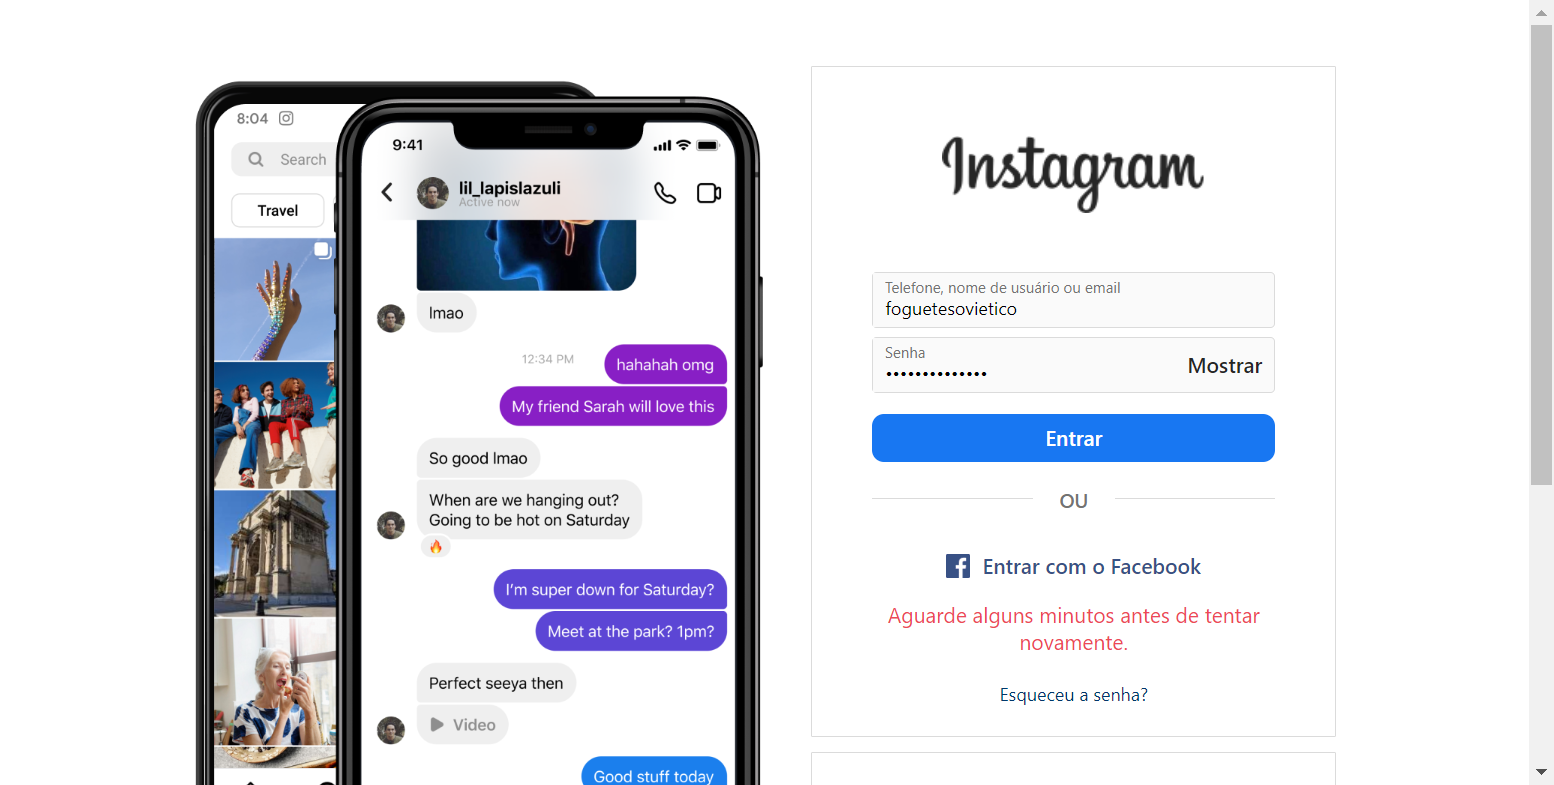 8:04
Search
Travel
9:41
lil_lapislazuli
Active now
lmao
12:34 PM
hahahah omg
My friend Sarah will love this
So good lmao
When are we hanging out?
Going to be hot on Saturday
I'm super down for Saturday?
Meet at the park? 1pm?
Perfect seeya then
Video
Good stuff today
Instagram
Telefone, nome de usuário ou email
foguetesovietico
Senha
••••••••••••••
Mostrar
Entrar
OU
Entrar com o Facebook
Aguarde alguns minutos antes de tentar
novamente.
Esqueceu a senha?